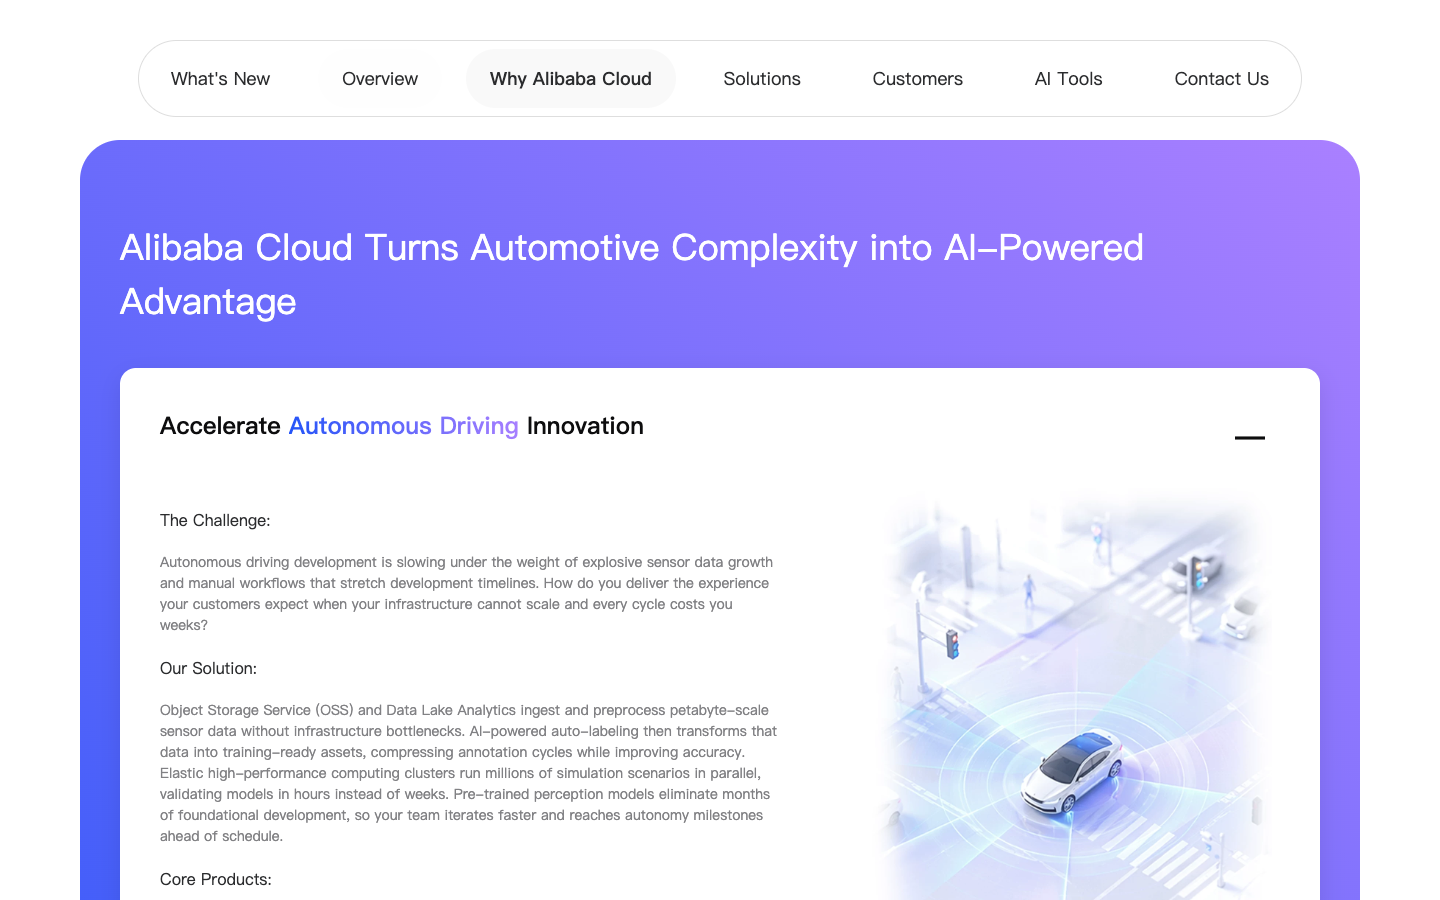 What's New
Overview
Why Alibaba Cloud
Solutions
Customers
AI Tools
Contact Us
Alibaba Cloud Turns Automotive Complexity into AI-Powered
Advantage
Accelerate Autonomous Driving Innovation
The Challenge:
Autonomous driving development is slowing under the weight of explosive sensor data growth
and manual workflows that stretch development timelines. How do you deliver the experience
your customers expect when your infrastructure cannot scale and every cycle costs you
weeks?
Our Solution:
Object Storage Service (OSS) and Data Lake Analytics ingest and preprocess petabyte-scale
sensor data without infrastructure bottlenecks. AI-powered auto-labeling then transforms that
data into training-ready assets, compressing annotation cycles while improving accuracy.
Elastic high-performance computing clusters run millions of simulation scenarios in parallel,
validating models in hours instead of weeks. Pre-trained perception models eliminate months
of foundational development, so your team iterates faster and reaches autonomy milestones
ahead of schedule.
Core Products: